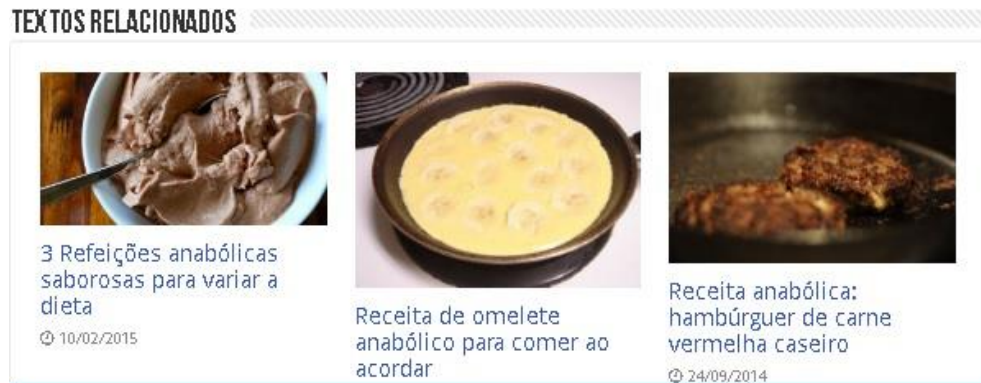 TEXTOS RELACIONADOS
3 Refeições anabólicas
saborosas para variar a
dieta
10/02/2015
Receita de omelete
anabólico para comer ao
acordar
Receita anabólica:
hambúrguer de carne
vermelha caseiro
24/09/2014